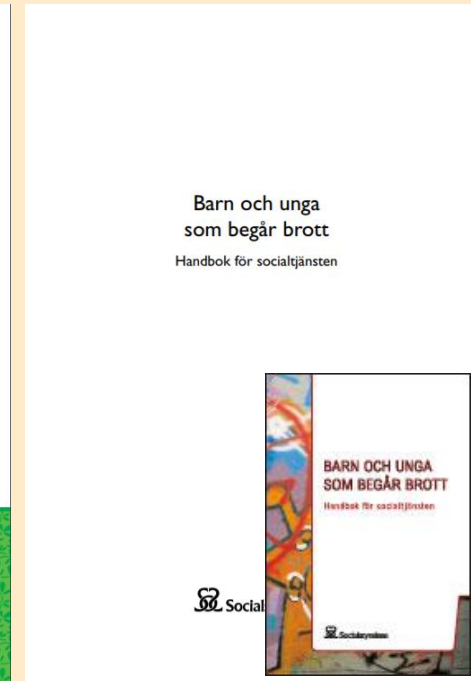 Barn och unga
som begår brott
Handbok för socialtjänsten
BARN OCH UNGA
SOM BEGÅR BROTT
Handbok för socialtjänsten
Social
Socialstyrelsen